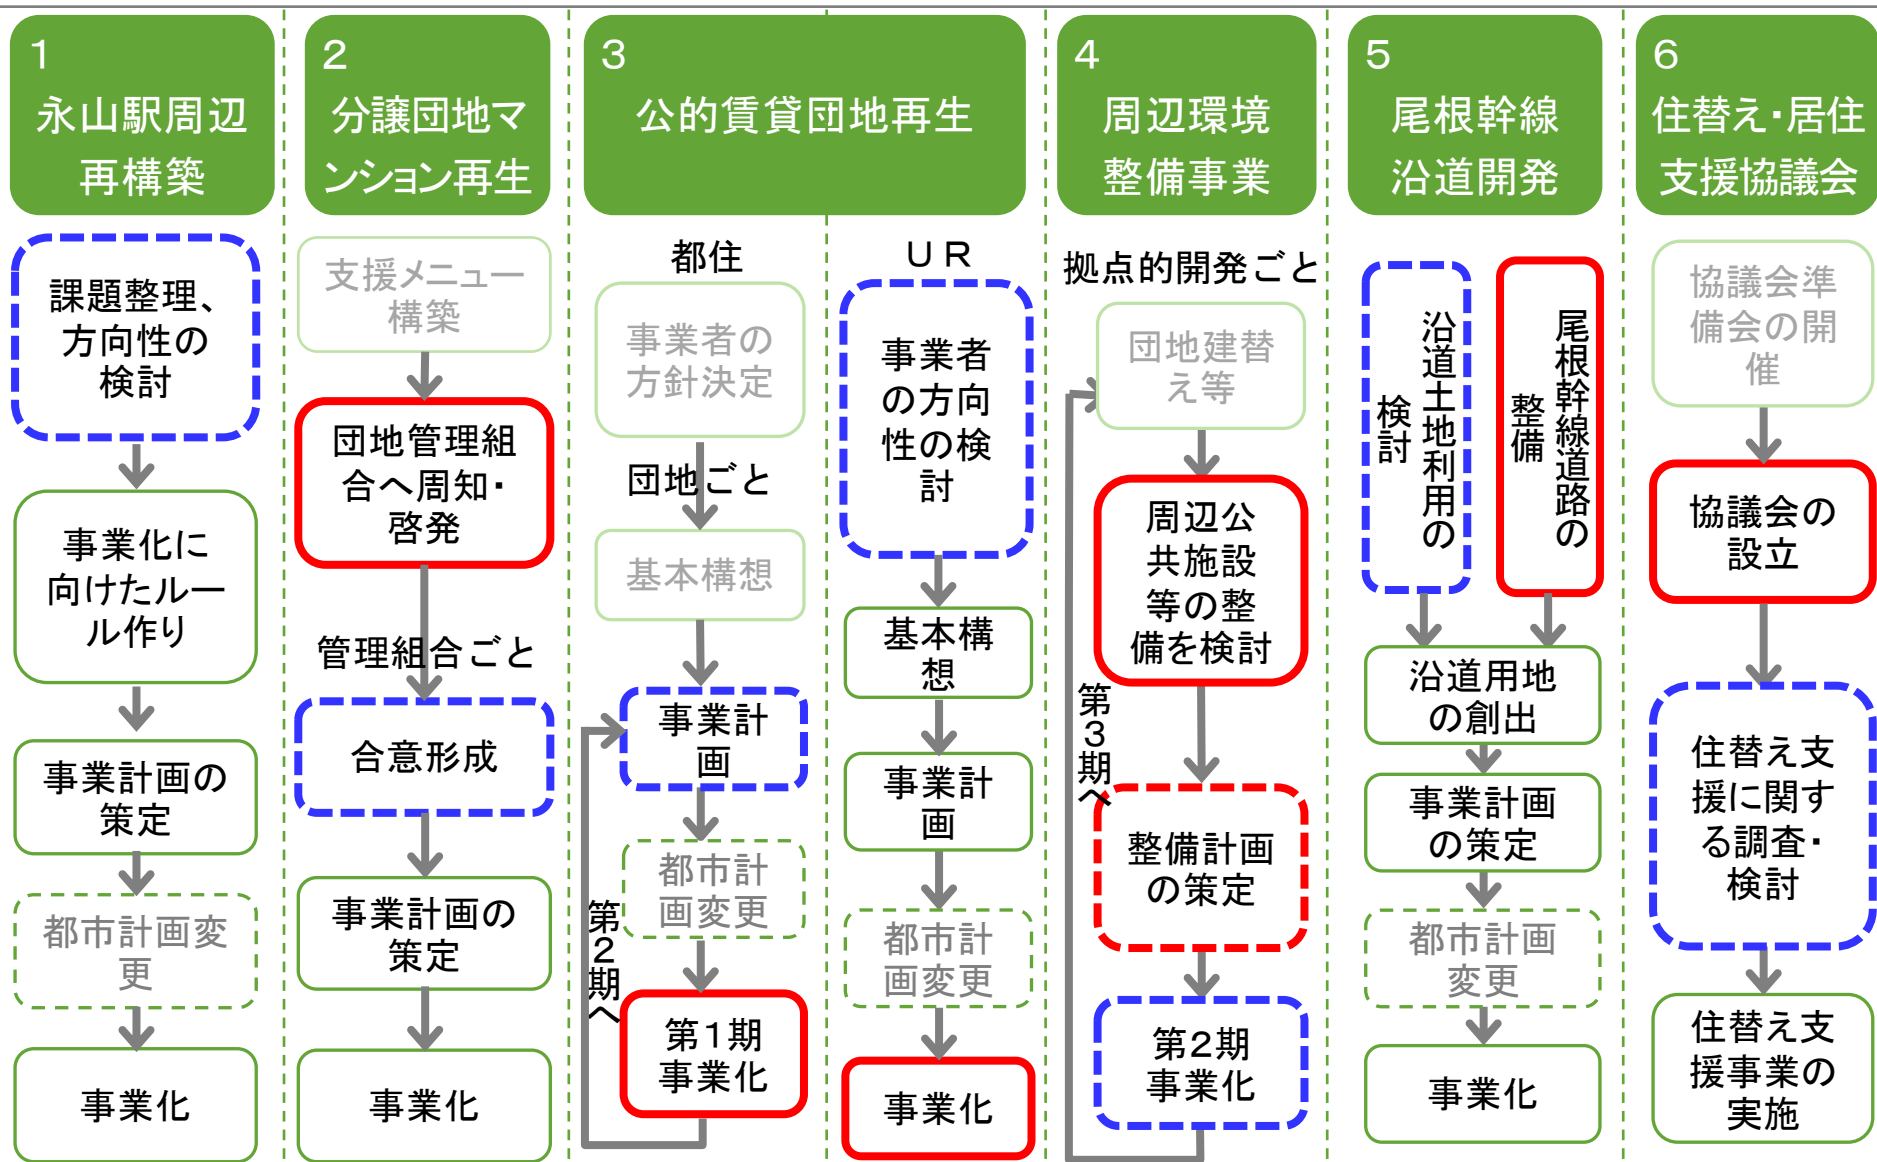 1
永山駅周辺
再構築
課題整理、
方向性の
検討
事業化に
向けたルー
ル作り
事業計画の
策定
都市計画変
更
事業化
2
分譲団地マ
ンション再生
支援メニュー
構築
団地管理組
合へ周知・
啓発
管理組合ごと
合意形成
事業計画の
策定
事業化
3
公的賃貸団地再生
都住
事業者の
方針決定
団地ごと
基本構想
事業計
画
都市計
画変更
第1期
事業化
第2期へ
UR
事業者
の方向
性の検
討
基本構
想
事業計
画
都市計
画変更
事業化
4
周辺環境
整備事業
拠点的開発ごと
団地建替
え等
周辺公
共施設
等の整
備を検討
整備計画
の策定
第2期
事業化
第3期へ
5
尾根幹線
沿道開発
沿道土地利用の
検討
尾根幹線道路の
整備
沿道用地
の創出
事業計画
の策定
都市計画
変更
事業化
6
住替え・居住
支援協議会
協議会準
備会の開
催
協議会の
設立
住替え支
援に関す
る調査・
検討
住替え支
援事業の
実施